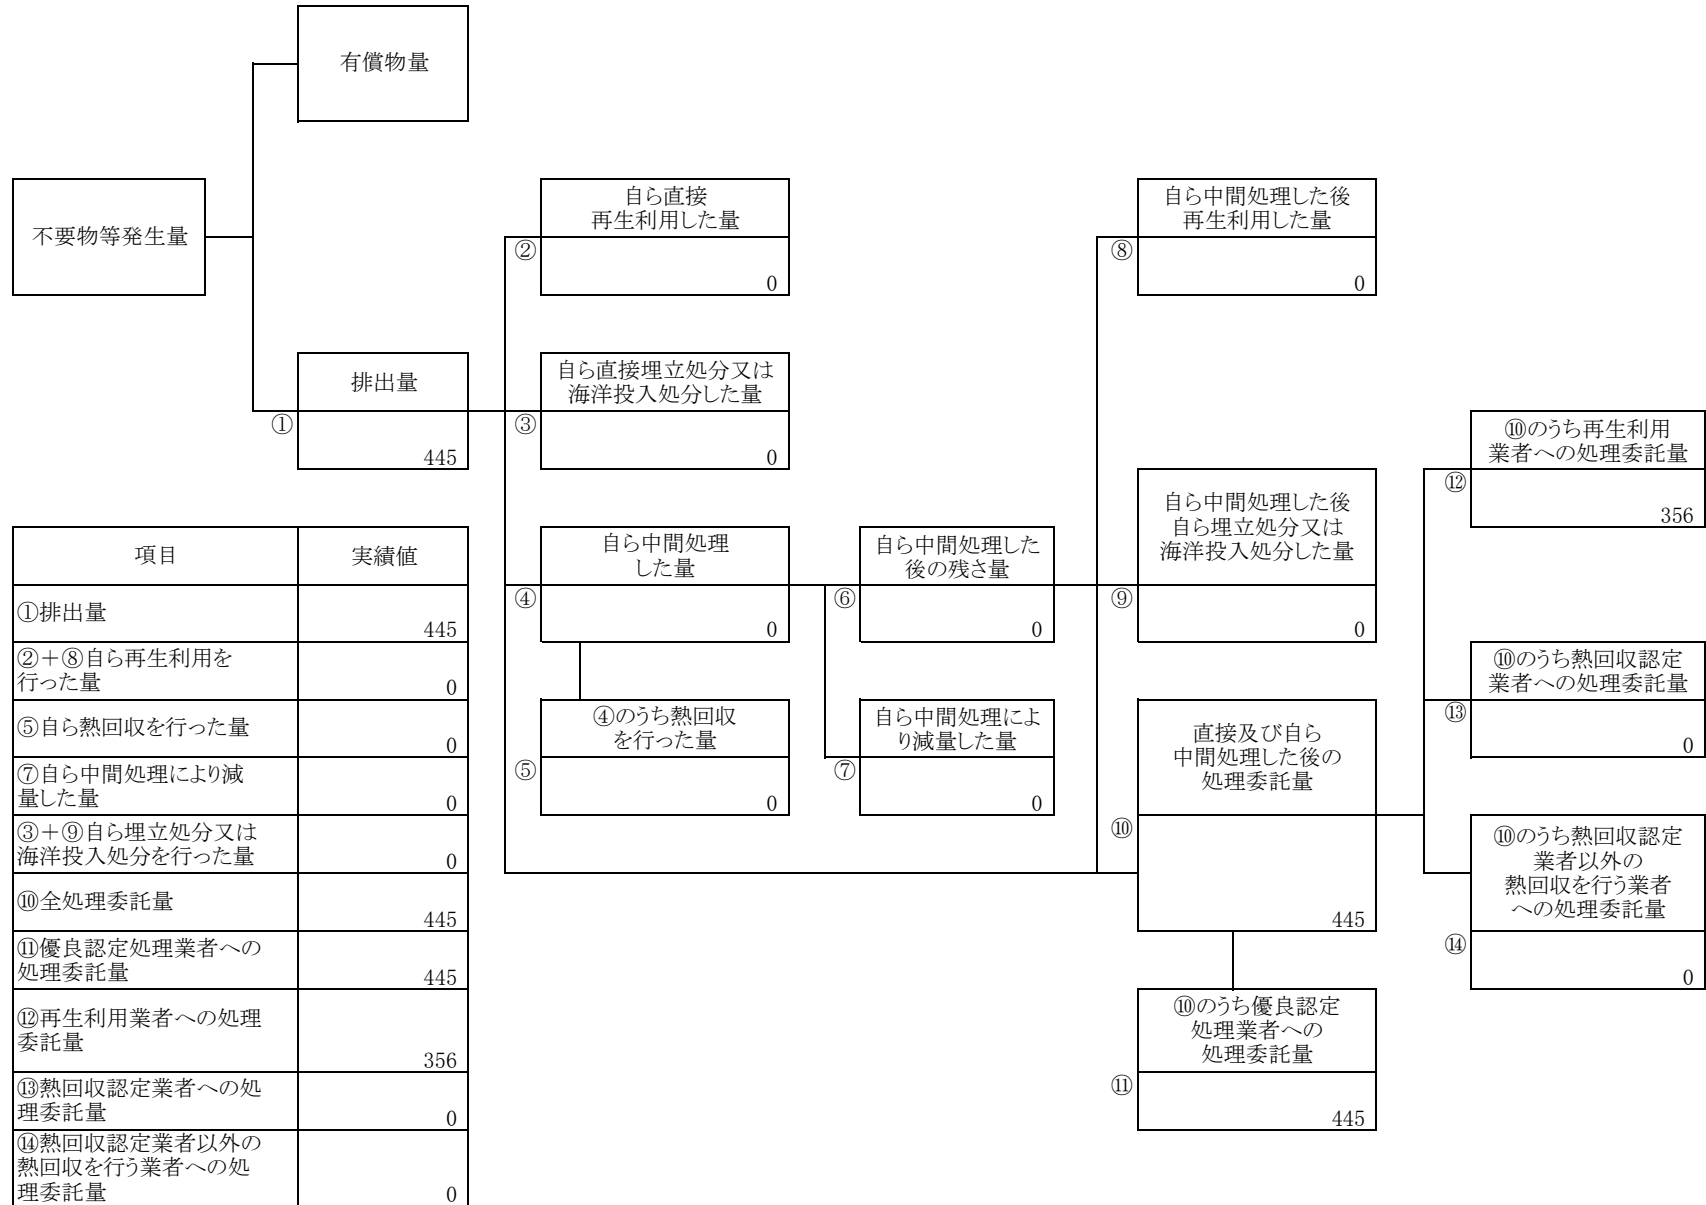 有償物量
不要物等発生量
排出量
①
445
自ら直接
再生利用した量
②
0
自ら直接埋立処分又は
海洋投入処分した量
③
0
自ら中間処理
した量
④
0
④のうち熱回収
を行った量
⑤
0
自ら中間処理した
後の残さ量
⑥
0
自ら中間処理によ
り減量した量
⑦
0
自ら中間処理した後
再生利用した量
⑧
0
自ら中間処理した後
自ら埋立処分又は
海洋投入処分した量
⑨
0
直接及び自ら
中間処理した後の
処理委託量
⑩
445
⑩のうち優良認定
処理業者への
処理委託量
⑪
445
⑩のうち再生利用
業者への処理委託量
⑫
356
⑩のうち熱回収認定
業者への処理委託量
⑬
0
⑩のうち熱回収認定
業者以外の
熱回収を行う業者
への処理委託量
⑭
0
項目 実績値
①排出量
445
②＋⑧自ら再生利用を
行った量
0
⑤自ら熱回収を行った量
0
⑦自ら中間処理により減
量した量
0
③＋⑨自ら埋立処分又は
海洋投入処分を行った量
0
⑩全処理委託量
445
⑪優良認定処理業者への
処理委託量
445
⑫再生利用業者への処理
委託量
356
⑬熱回収認定業者への処
理委託量
0
⑭熱回収認定業者以外の
熱回収を行う業者への処
理委託量
0